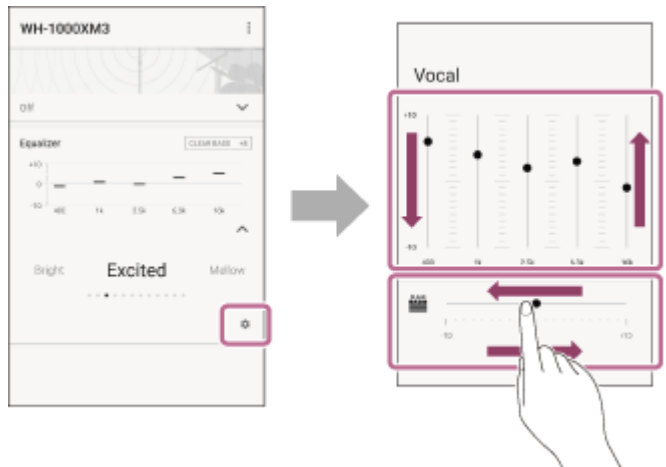 WH-1000XM3
Off
Equalizer
CLEAR BASS +8
+10
0
-10
400 1k 2.5k 6.3k 16k
Bright Excited Mellow
Vocal
+10
-10
400 1k 2.5k 6.3k 16k
-10 +10